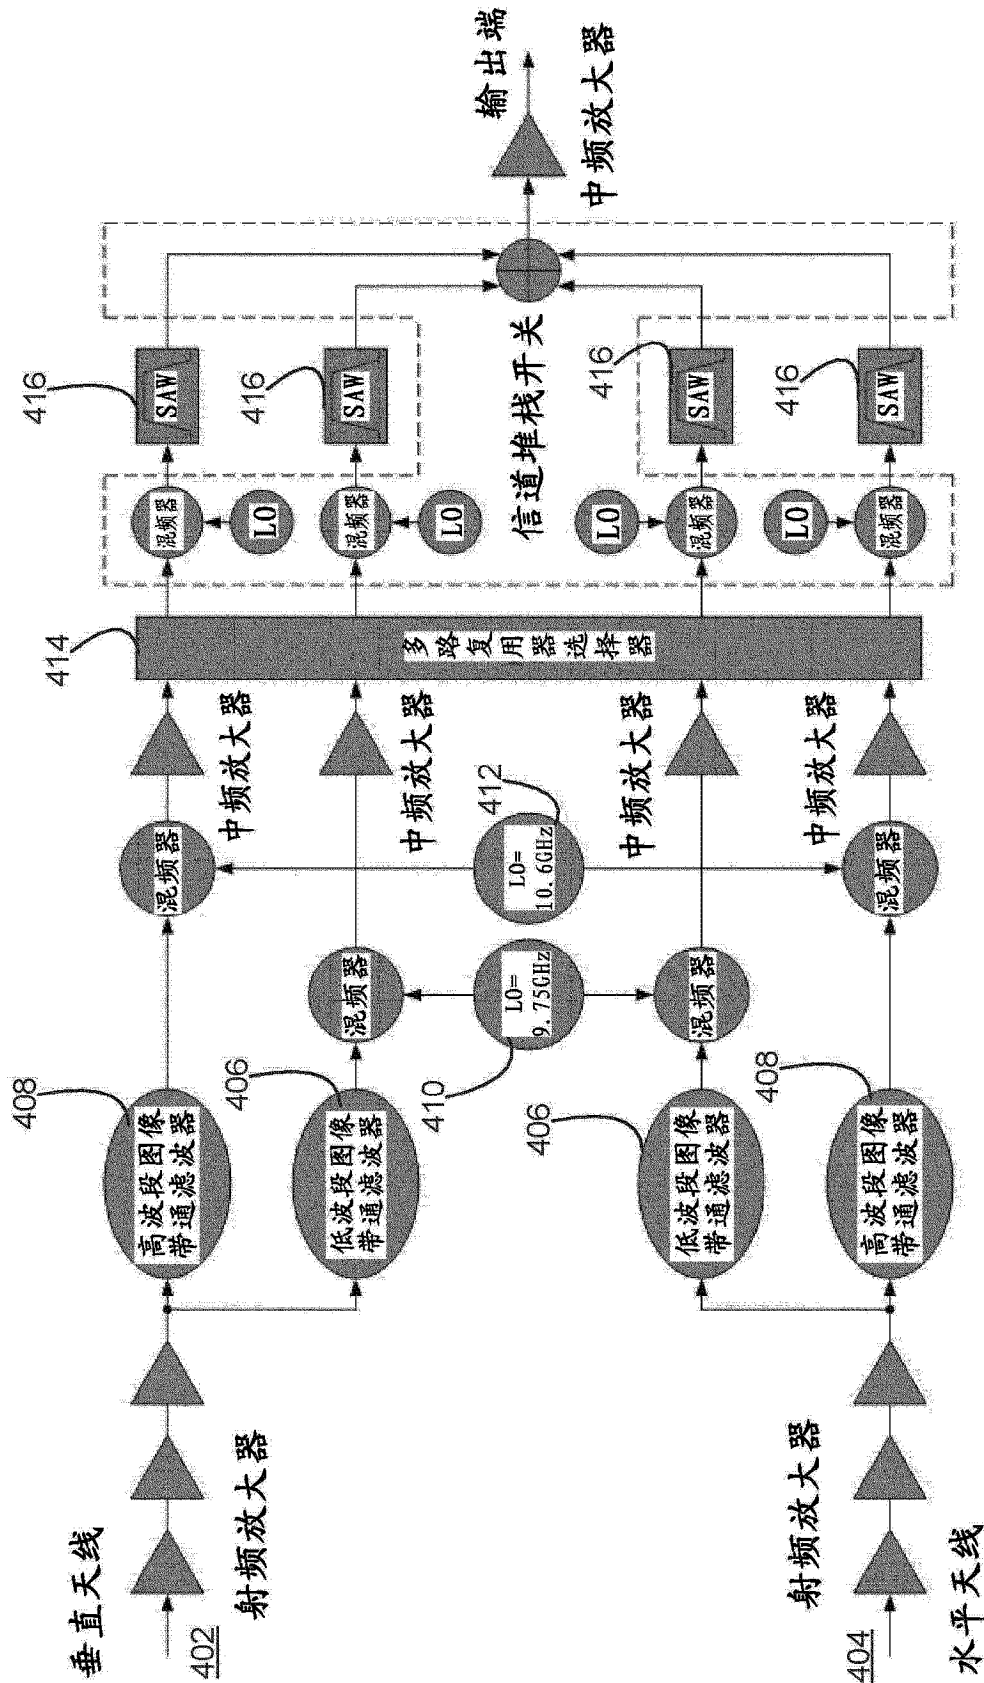 垂直天线
402
射频放大器
408
高波段图像
带通滤波器
406
低波段图像
带通滤波器
混频器
中频放大器
混频器
中频放大器
410
LO=
9.75GHz
412
LO=
10.6GHz
406
低波段图像
带通滤波器
混频器
中频放大器
408
高波段图像
带通滤波器
混频器
中频放大器
射频放大器
404
水平天线
414
多路复用器选择器
混频器
LO
416
SAW
混频器
LO
416
SAW
信道堆栈开关
LO
混频器
416
SAW
LO
混频器
416
SAW
输出端
中频放大器